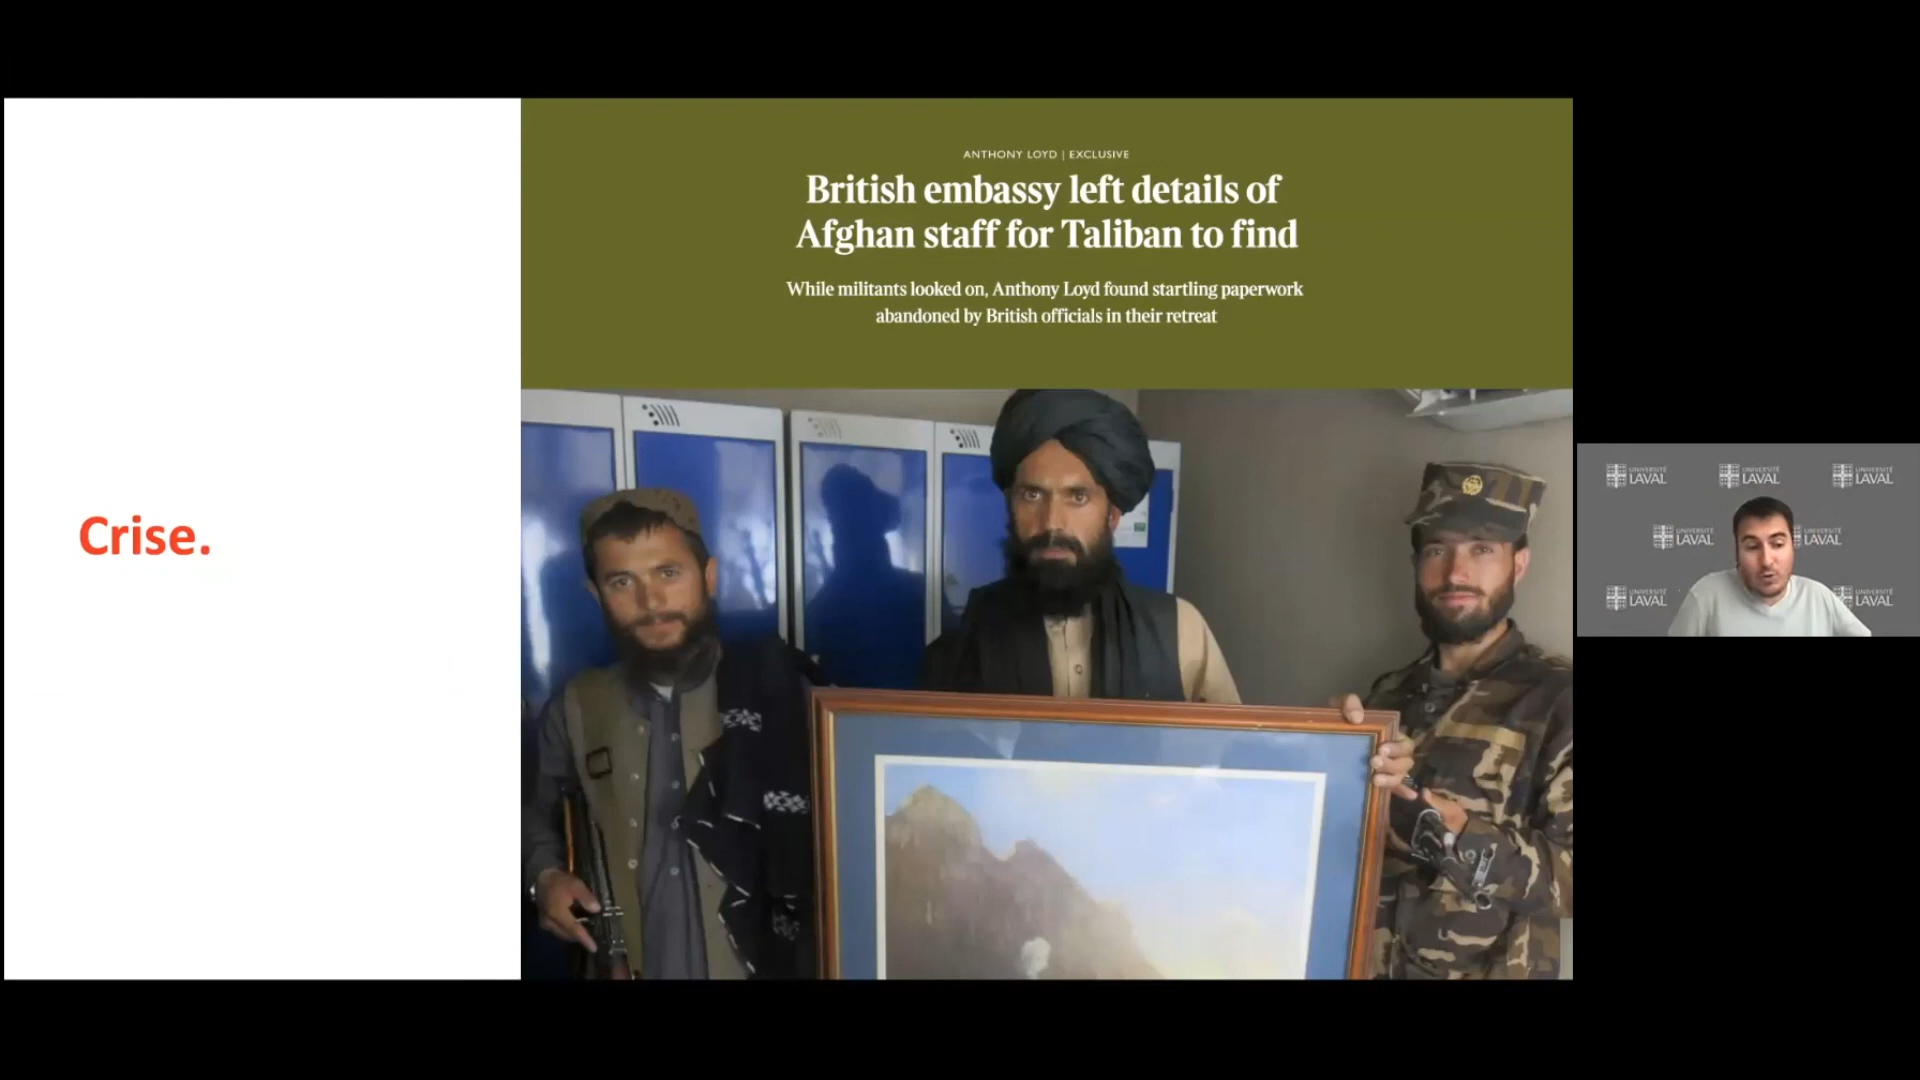 ANTHONY LOYD | EXCLUSIVE
British embassy left details of
Afghan staff for Taliban to find
While militants looked on, Anthony Loyd found startling paperwork
abandoned by British officials in their retreat
Crise.
UNIVERSITÉ
LAVAL
UNIVERSITÉ
LAVAL
UNIVERSITÉ
LAVAL
UNIVERSITÉ
LAVAL
UNIVERSITÉ
LAVAL
UNIVERSITÉ
LAVAL
UNIVERSITÉ
LAVAL